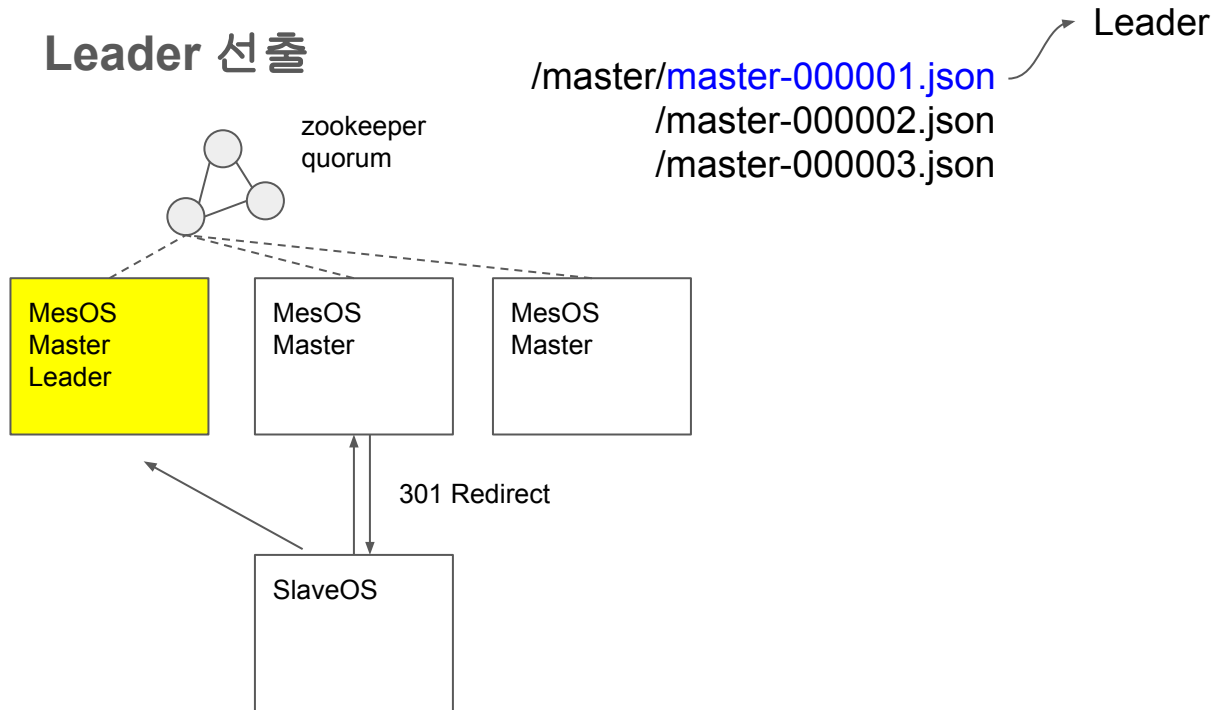 Leader 선출
Leader
/master/master-000001.json
/master-000002.json
/master-000003.json
zookeeper
quorum
MesOS
Master
Leader
MesOS
Master
MesOS
Master
301 Redirect
SlaveOS